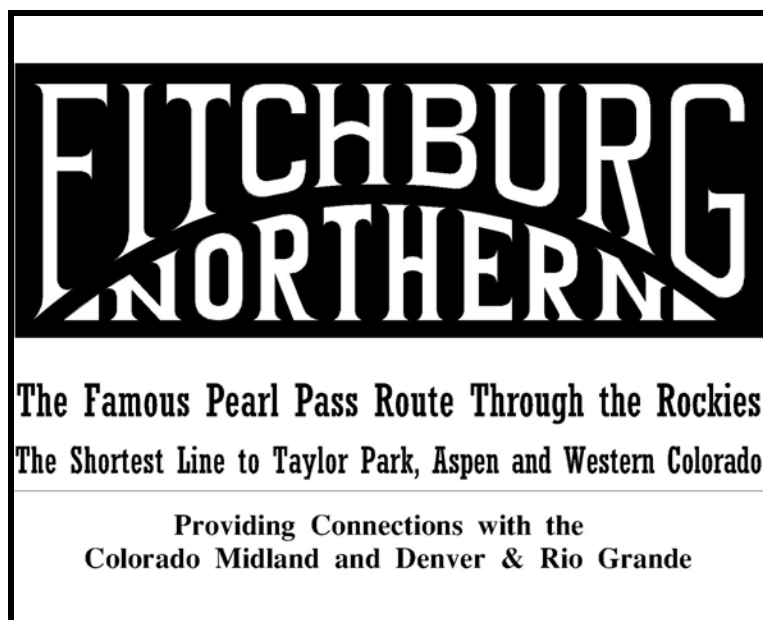 FITCHBURG
NORTHERN
The Famous Pearl Pass Route Through the Rockies
The Shortest Line to Taylor Park, Aspen and Western Colorado
Providing Connections with the
Colorado Midland and Denver & Rio Grande